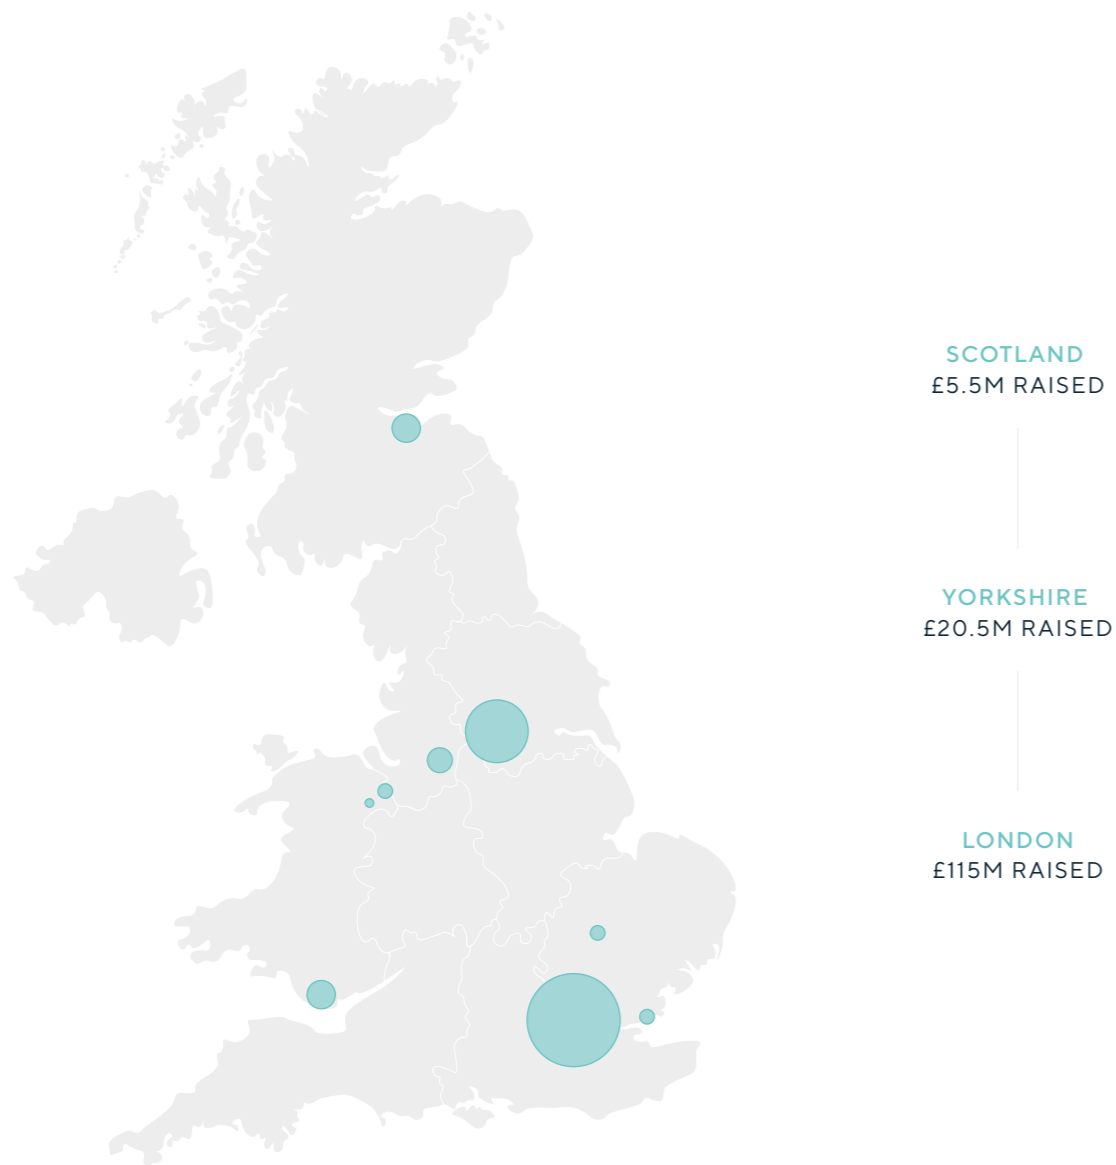 SCOTLAND
£5.5M RAISED
YORKSHIRE
£20.5M RAISED
LONDON
£115M RAISED